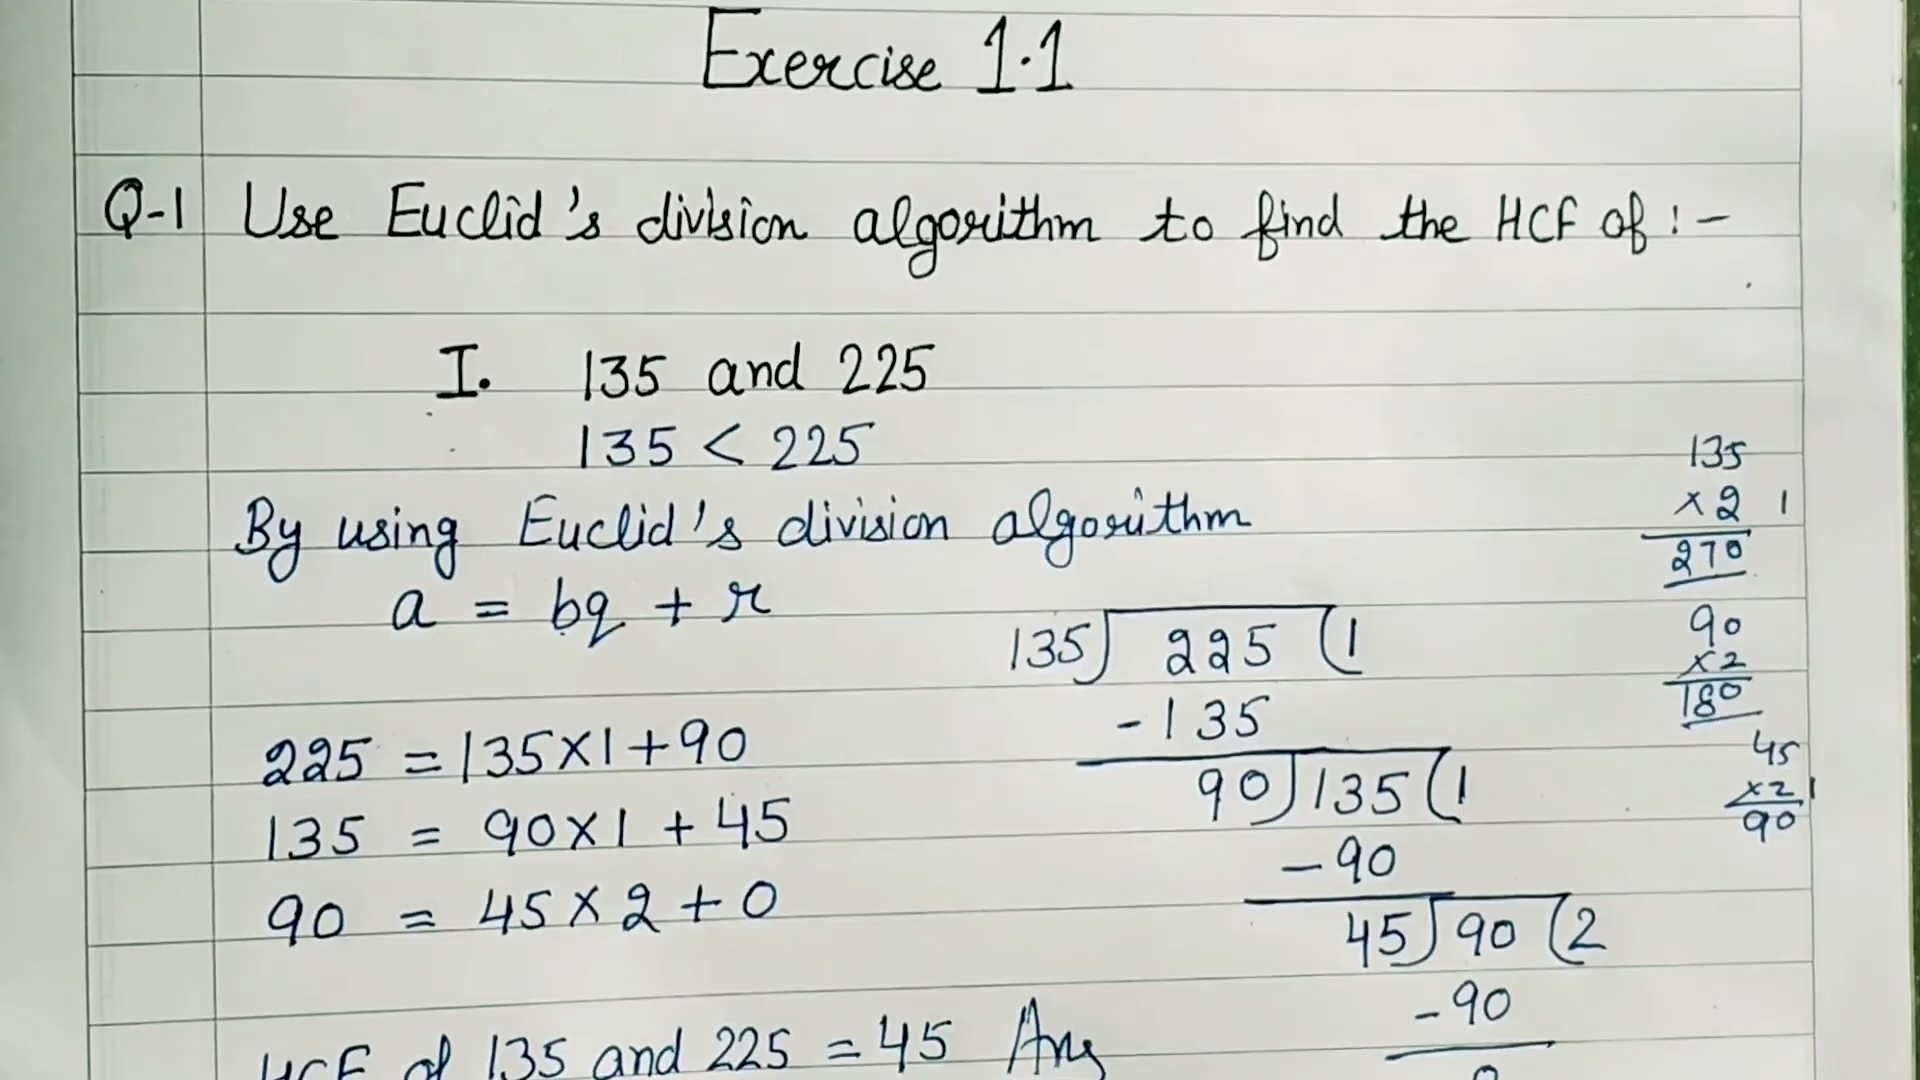 Exercise 1.1
Q-1 Use Euclid's division algorithm to find the HCF of :-
I. 135 and 225
135 < 225
By using Euclid's division algorithm
a = bq + r
225 = 135×1+90
135 = 90×1 + 45
90 = 45×2+0
HCF of 135 and 225 = 45 Ans
135) 225 (1
-135
90) 135 (1
-90
45) 90 (2
-90
0
135
×2 1
270
90
×2
180
45
×2 1
90